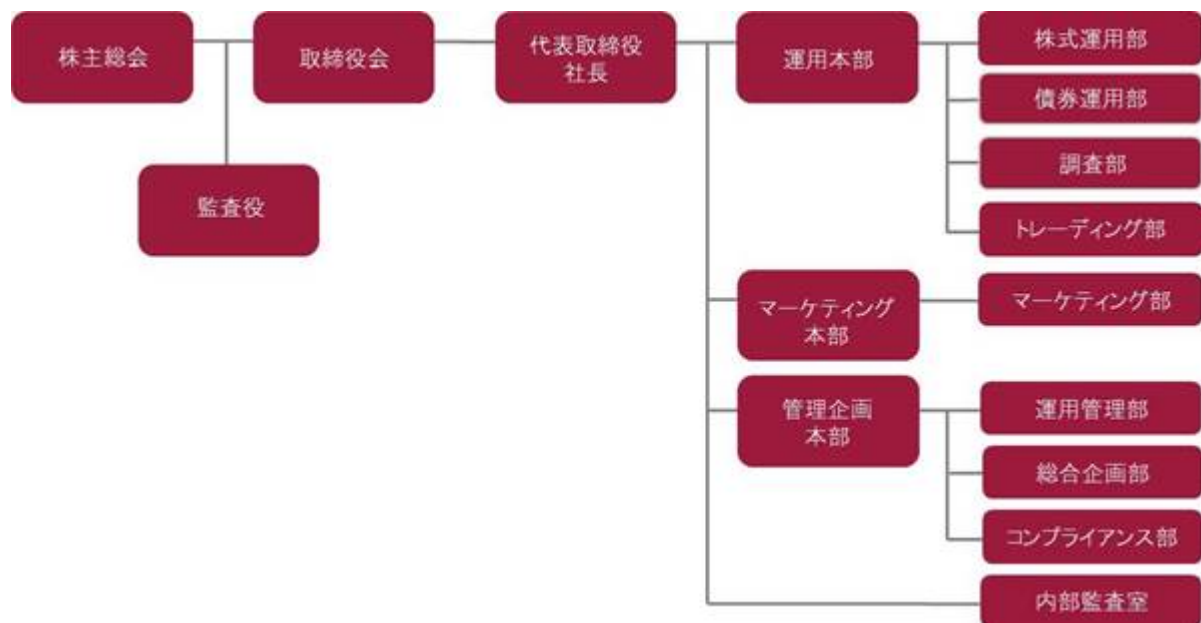 株主総会
取締役会
代表取締役
社長
監査役
運用本部
株式運用部
債券運用部
調査部
トレーディング部
マーケティング
本部
マーケティング部
管理企画
本部
運用管理部
総合企画部
コンプライアンス部
内部監査室